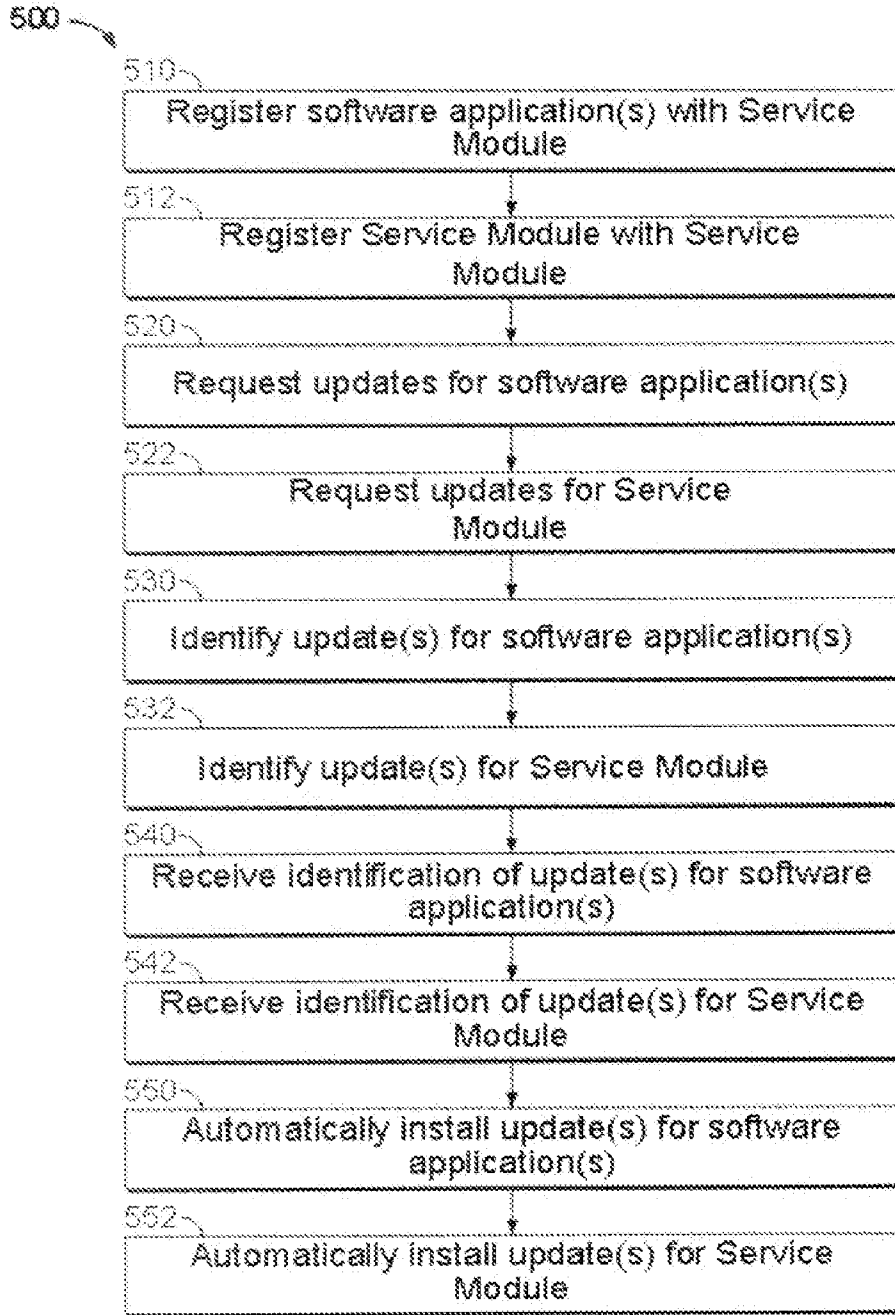 500
510
Register software application(s) with Service
Module
512
Register Service Module with Service
Module
520
Request updates for software application(s)
522
Request updates for Service
Module
530
Identify update(s) for software application(s)
532
Identify update(s) for Service Module
540
Receive identification of update(s) for software
application(s)
542
Receive identification of update(s) for Service
Module
550
Automatically install update(s) for software
application(s)
552
Automatically install update(s) for Service
Module